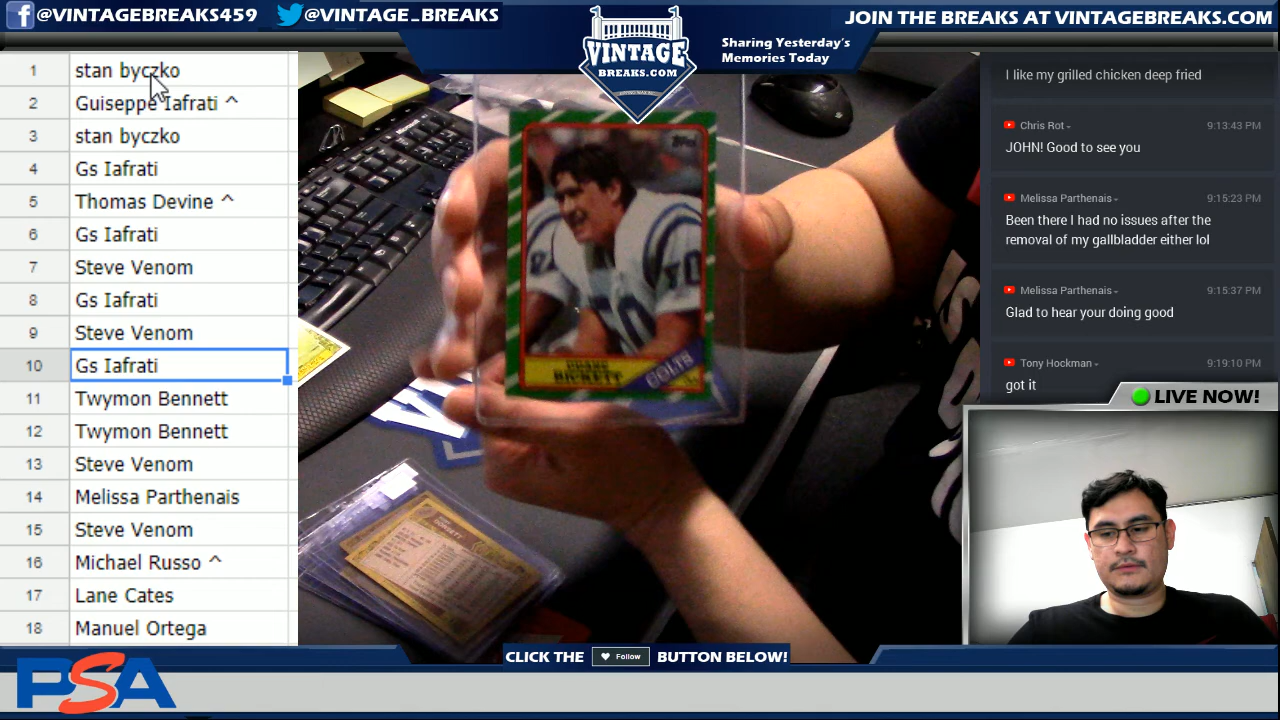 @VINTAGEBREAKS459
@VINTAGE_BREAKS
VINTAGE
BREAKS.COM
Sharing Yesterday's
Memories Today
JOIN THE BREAKS AT VINTAGEBREAKS.COM
1 stan byczko
2 Guiseppe Iafrati ^
3 stan byczko
4 Gs Iafrati
5 Thomas Devine ^
6 Gs Iafrati
7 Steve Venom
8 Gs Iafrati
9 Steve Venom
10 Gs Iafrati
11 Twymon Bennett
12 Twymon Bennett
13 Steve Venom
14 Melissa Parthenais
15 Steve Venom
16 Michael Russo ^
17 Lane Cates
18 Manuel Ortega
Topps
50
DUANE
BICKETT
COLTS
I like my grilled chicken deep fried
Chris Rot 9:13:43 PM
JOHN! Good to see you
Melissa Parthenais 9:15:23 PM
Been there I had no issues after the
removal of my gallbladder either lol
Melissa Parthenais 9:15:37 PM
Glad to hear your doing good
Tony Hockman 9:19:10 PM
got it
LIVE NOW!
CLICK THE Follow BUTTON BELOW!
PSA